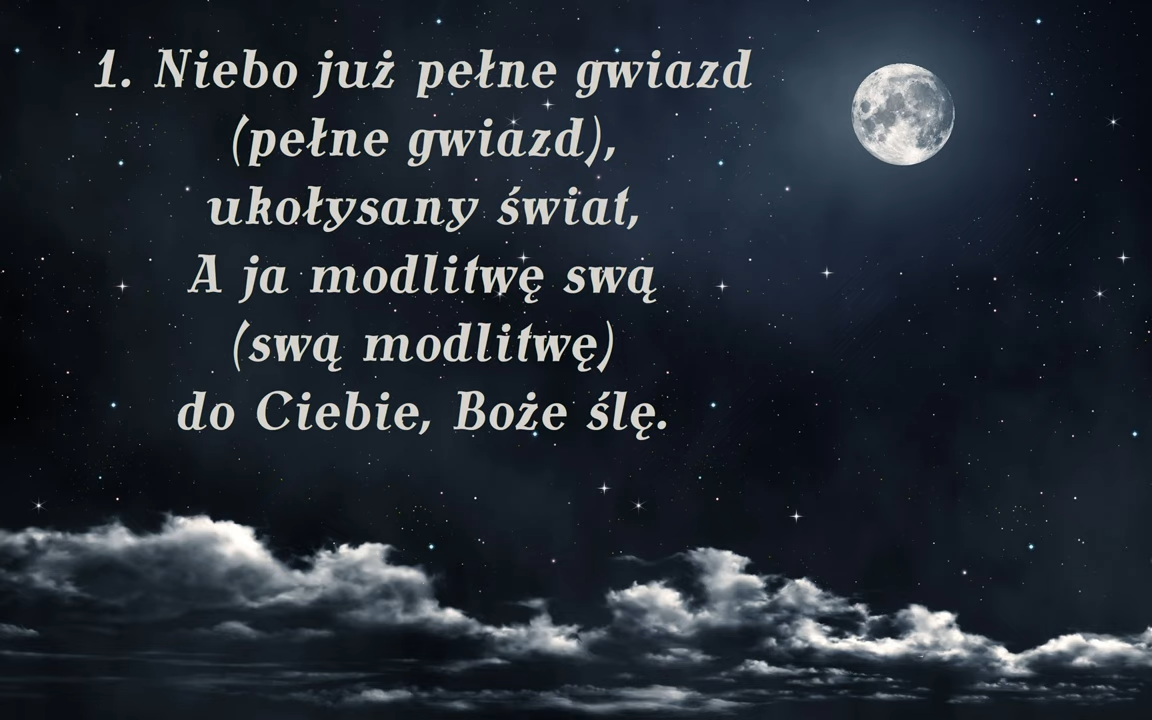 1. Niebo już pełne gwiazd
(pełne gwiazd),
ukołysany świat,
A ja modlitwę swą
(swą modlitwę)
do Ciebie, Boże ślę.